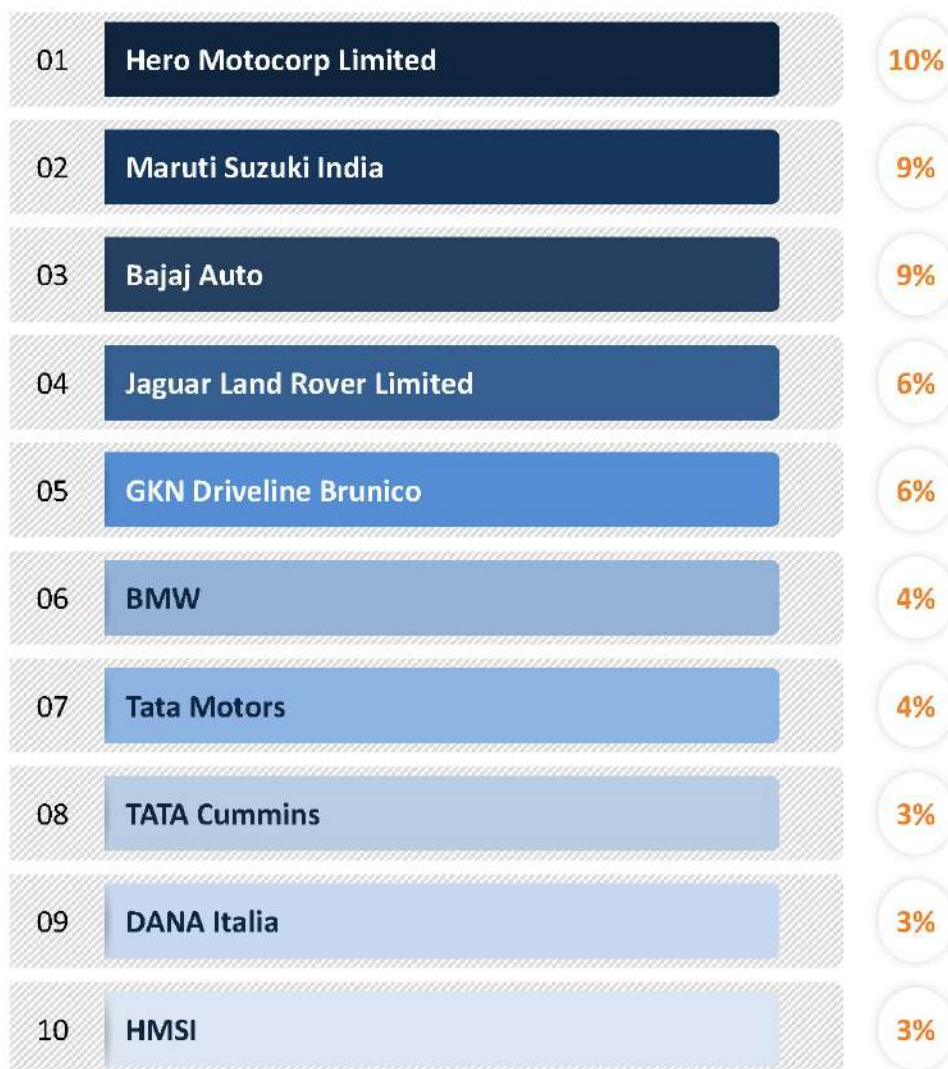 01 Hero Motocorp Limited 10%
02 Maruti Suzuki India 9%
03 Bajaj Auto 9%
04 Jaguar Land Rover Limited 6%
05 GKN Driveline Brunico 6%
06 BMW 4%
07 Tata Motors 4%
08 TATA Cummins 3%
09 DANA Italia 3%
10 HMSI 3%